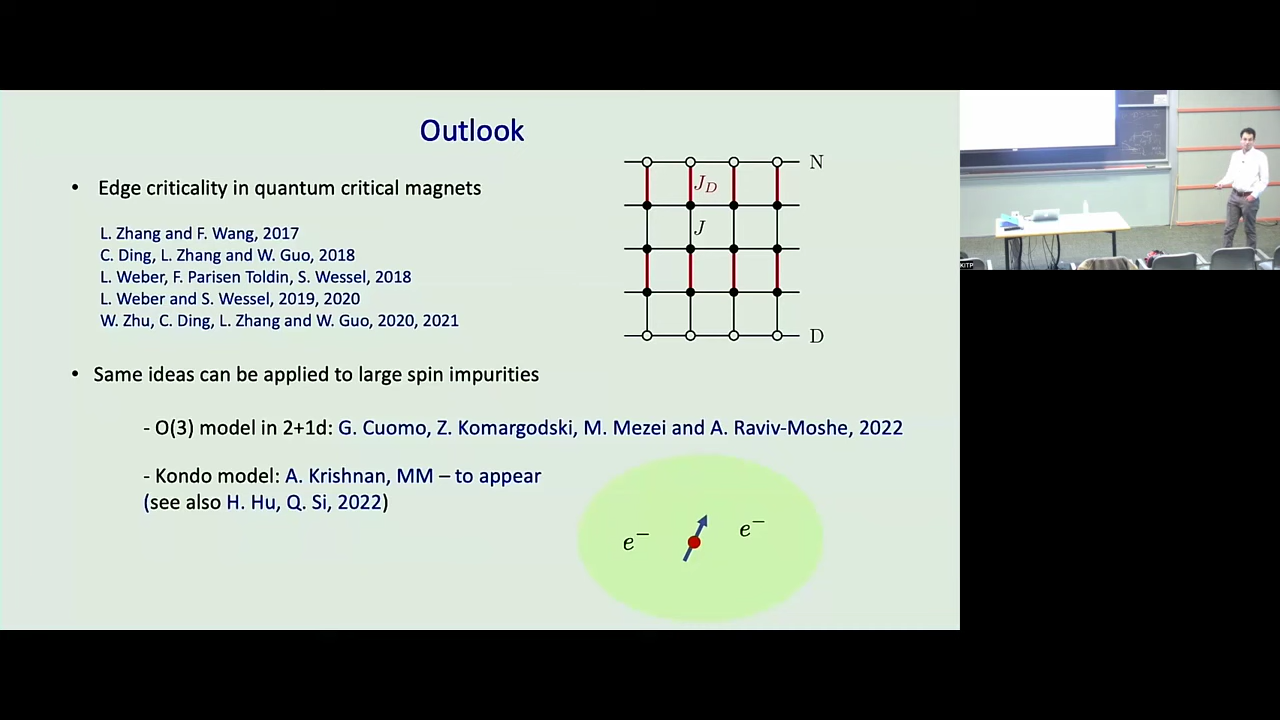 Outlook
• Edge criticality in quantum critical magnets
L. Zhang and F. Wang, 2017
C. Ding, L. Zhang and W. Guo, 2018
L. Weber, F. Parisen Toldin, S. Wessel, 2018
L. Weber and S. Wessel, 2019, 2020
W. Zhu, C. Ding, L. Zhang and W. Guo, 2020, 2021
N
J_D
J
D
• Same ideas can be applied to large spin impurities
- O(3) model in 2+1d: G. Cuomo, Z. Komargodski, M. Mezei and A. Raviv-Moshe, 2022
- Kondo model: A. Krishnan, MM – to appear
(see also H. Hu, Q. Si, 2022)
e⁻ e⁻
KITP